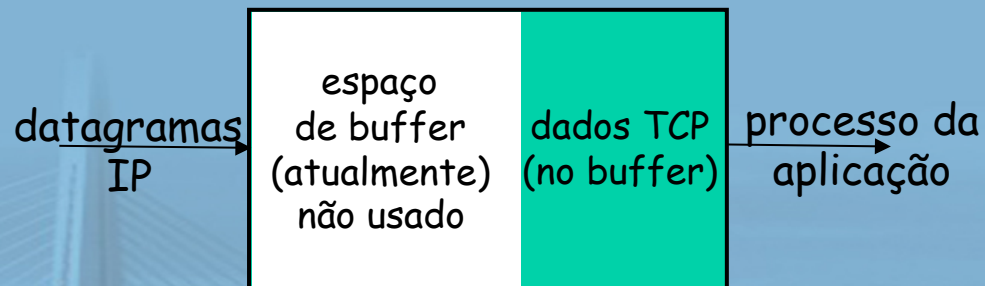 datagramas
IP
espaço
de buffer
(atualmente)
não usado
dados TCP
(no buffer)
processo da
aplicação